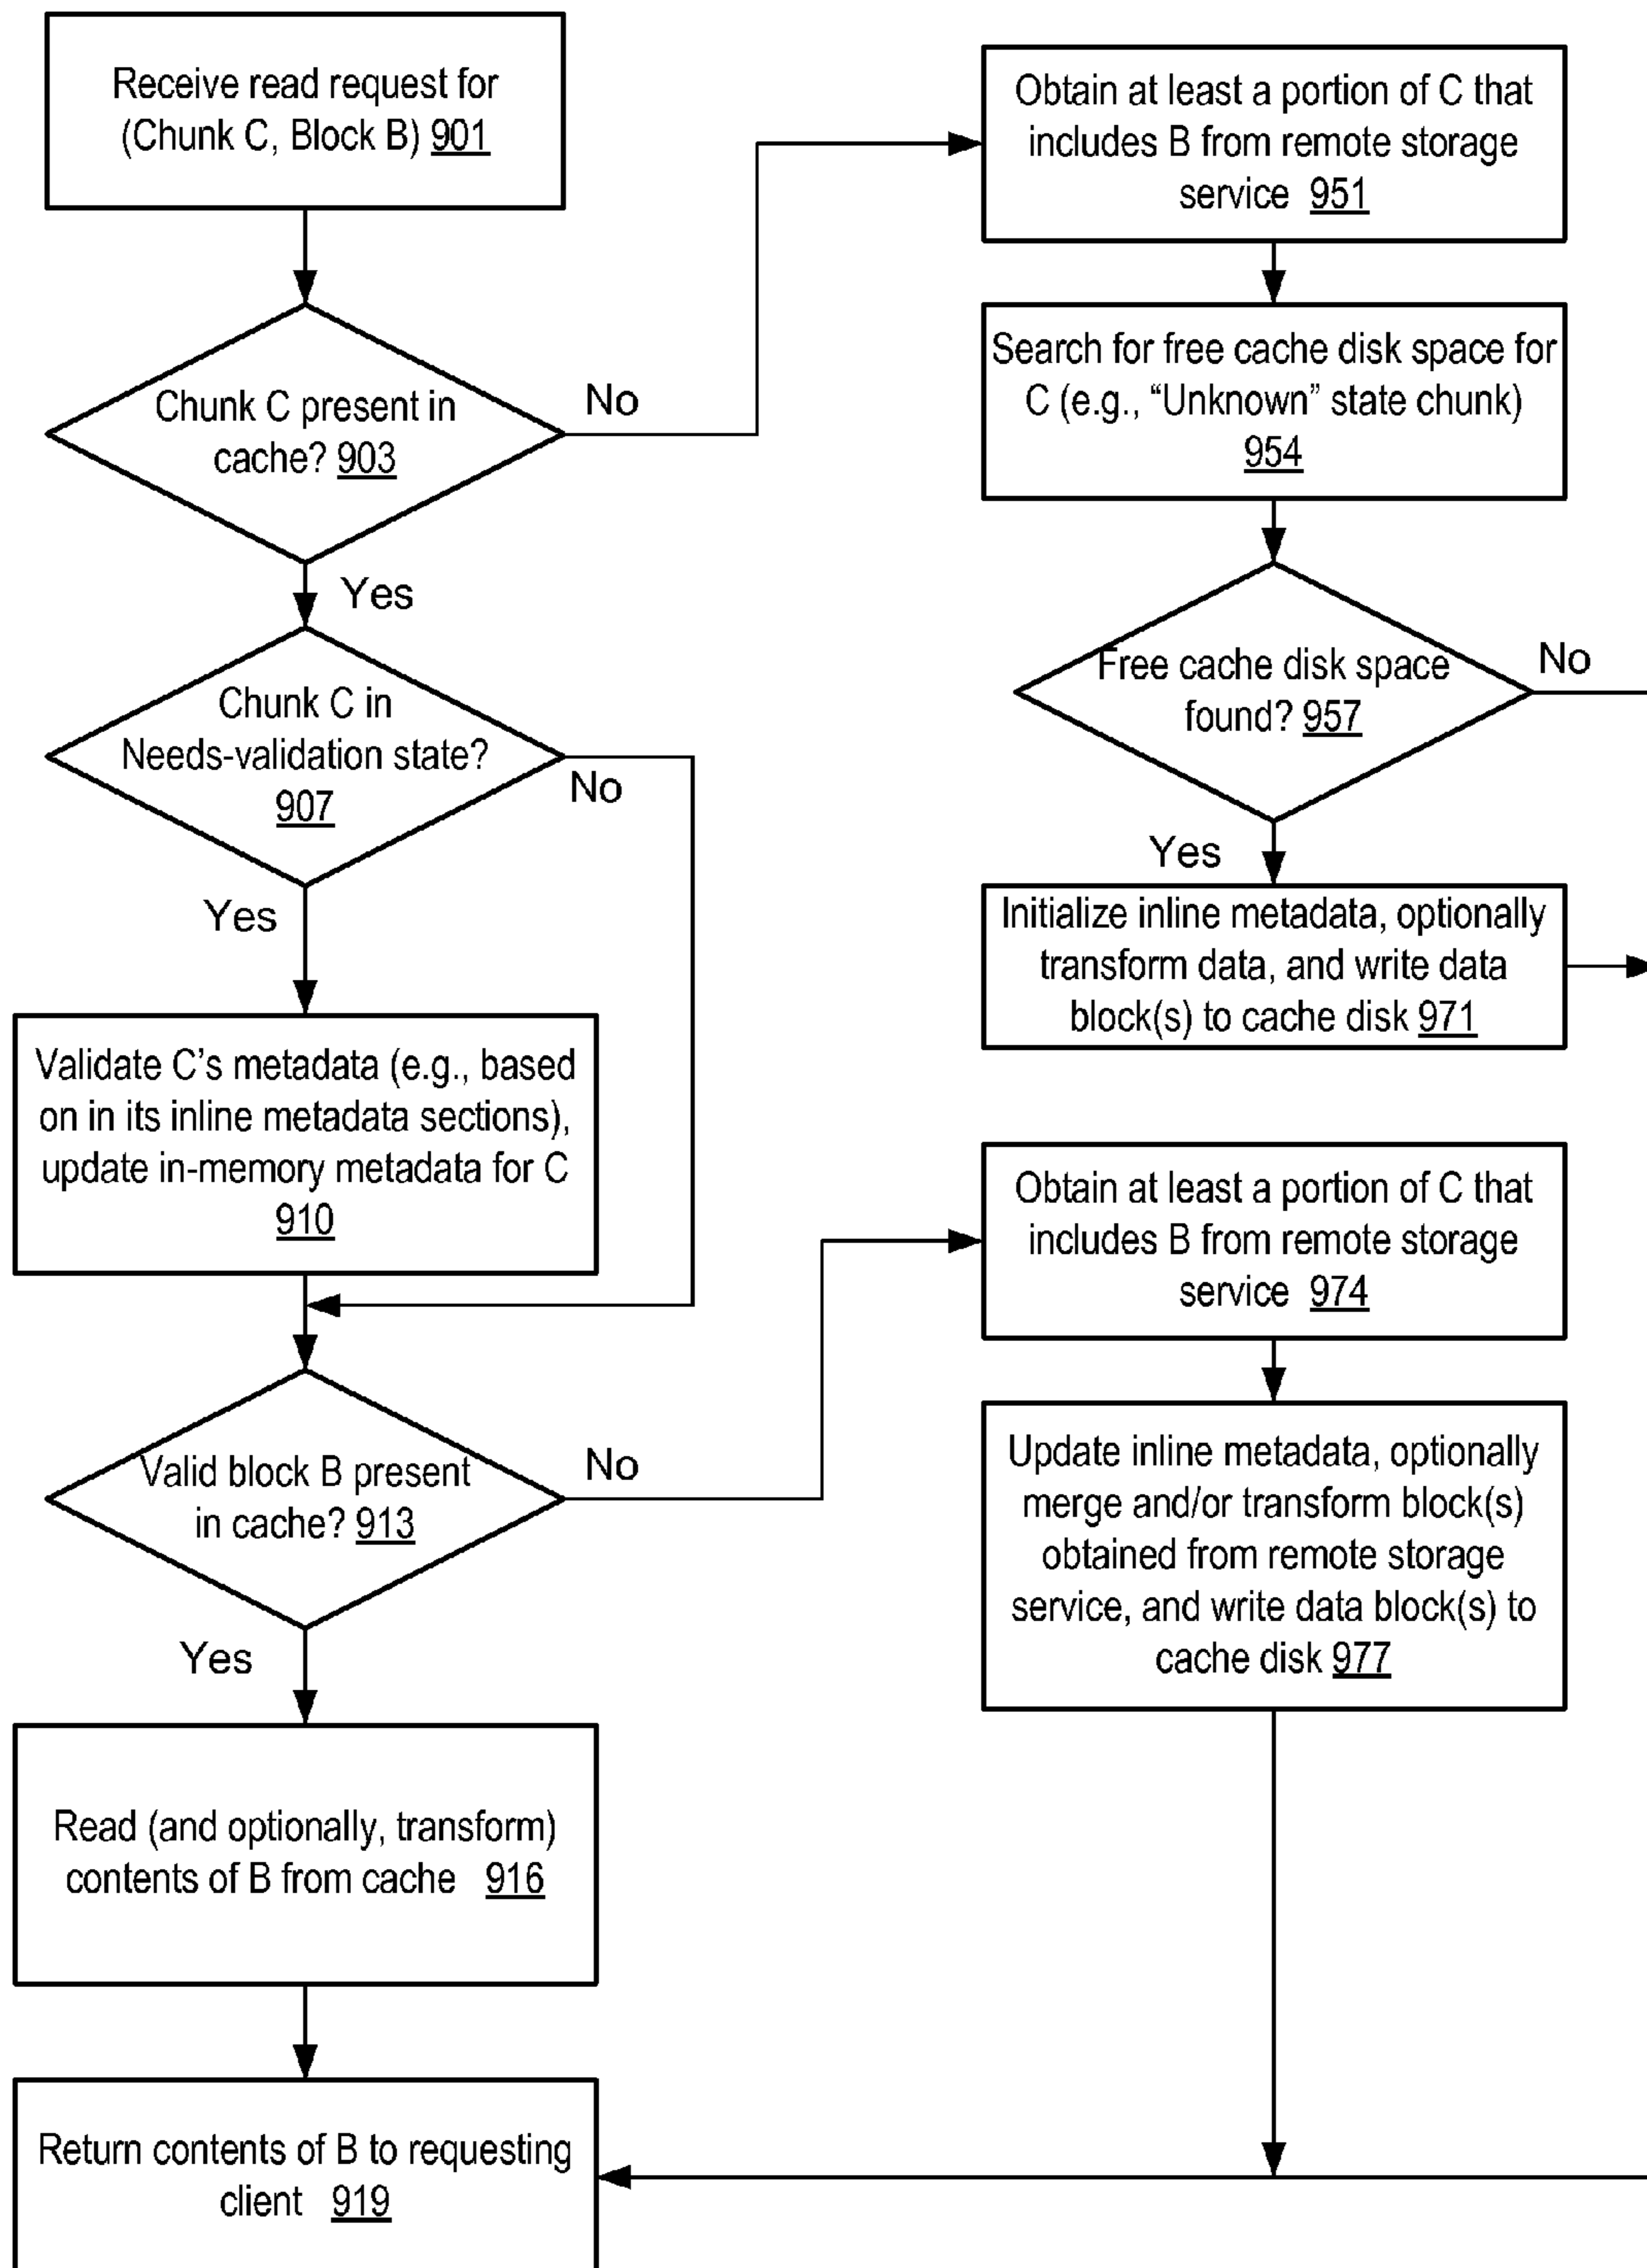 Receive read request for
(Chunk C, Block B) 901
Chunk C present in
cache? 903
No
Yes
Chunk C in
Needs-validation state?
907
No
Yes
Validate C's metadata (e.g., based
on in its inline metadata sections),
update in-memory metadata for C
910
Valid block B present
in cache? 913
No
Yes
Read (and optionally, transform)
contents of B from cache 916
Return contents of B to requesting
client 919
Obtain at least a portion of C that
includes B from remote storage
service 951
Search for free cache disk space for
C (e.g., “Unknown” state chunk)
954
Free cache disk space
found? 957
No
Yes
Initialize inline metadata, optionally
transform data, and write data
block(s) to cache disk 971
Obtain at least a portion of C that
includes B from remote storage
service 974
Update inline metadata, optionally
merge and/or transform block(s)
obtained from remote storage
service, and write data block(s) to
cache disk 977